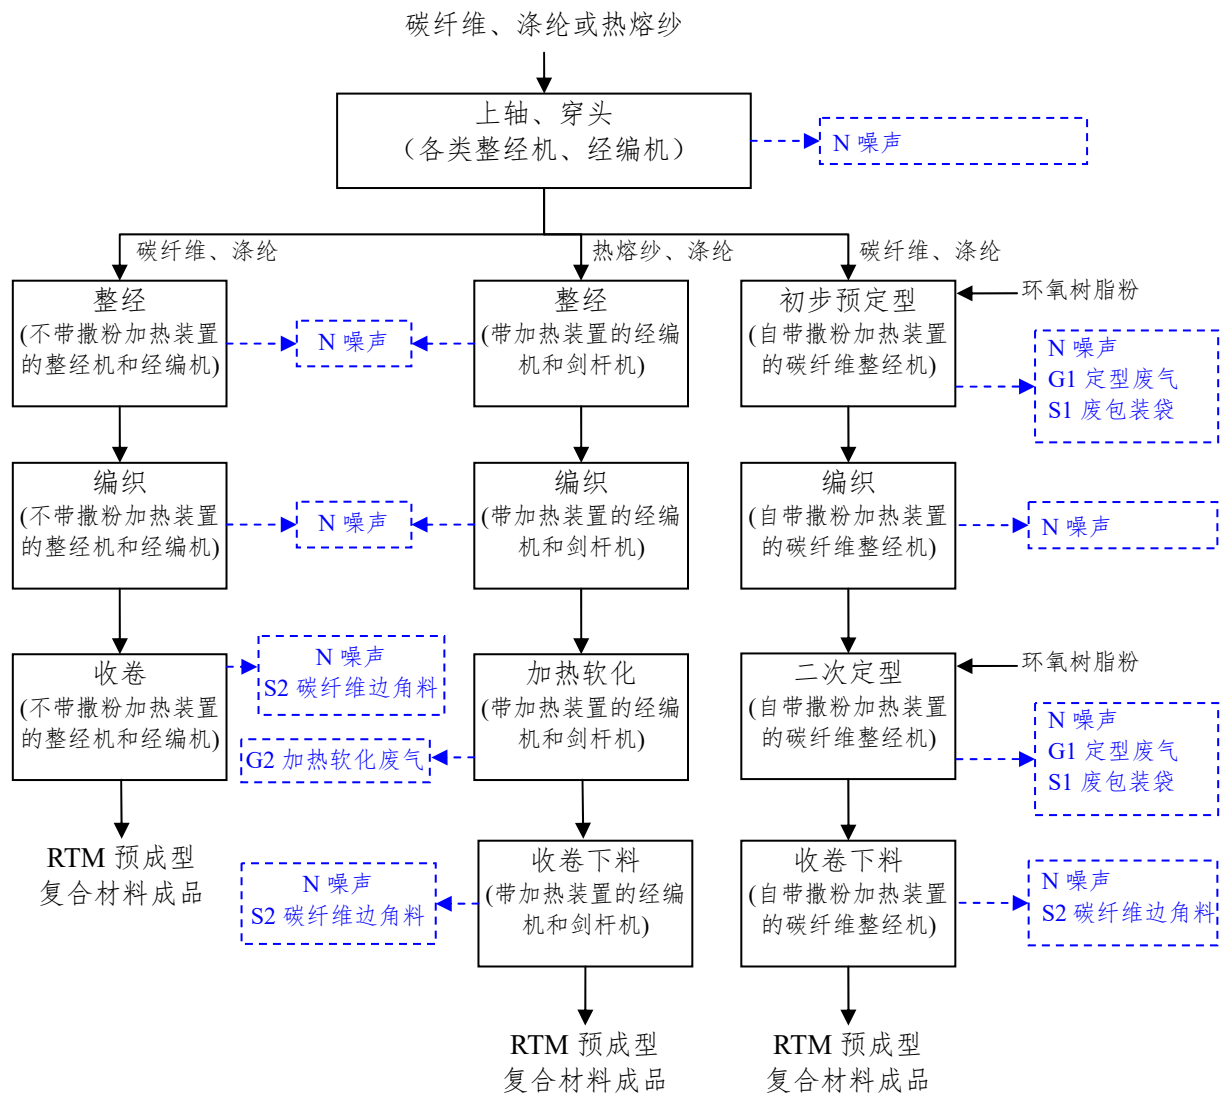 碳纤维、涤纶或热熔纱
上轴、穿头
（各类整经机、经编机）
N 噪声
碳纤维、涤纶
热熔纱、涤纶
碳纤维、涤纶
整经
(不带撒粉加热装置
的整经机和经编机)
N 噪声
整经
(带加热装置的经编
机和剑杆机)
初步预定型
(自带撒粉加热装置
的碳纤维整经机)
环氧树脂粉
N 噪声
G1 定型废气
S1 废包装袋
编织
(不带撒粉加热装置
的整经机和经编机)
N 噪声
编织
(带加热装置的经编
机和剑杆机)
编织
(自带撒粉加热装置
的碳纤维整经机)
N 噪声
收卷
(不带撒粉加热装置
的整经机和经编机)
N 噪声
S2 碳纤维边角料
G2 加热软化废气
加热软化
(带加热装置的经编
机和剑杆机)
二次定型
(自带撒粉加热装置
的碳纤维整经机)
环氧树脂粉
N 噪声
G1 定型废气
S1 废包装袋
RTM 预成型
复合材料成品
N 噪声
S2 碳纤维边角料
收卷下料
(带加热装置的经编
机和剑杆机)
收卷下料
(自带撒粉加热装置
的碳纤维整经机)
N 噪声
S2 碳纤维边角料
RTM 预成型
复合材料成品
RTM 预成型
复合材料成品